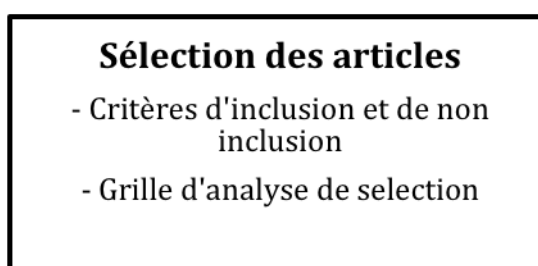 Sélection des articles
- Critères d'inclusion et de non
inclusion
- Grille d'analyse de selection